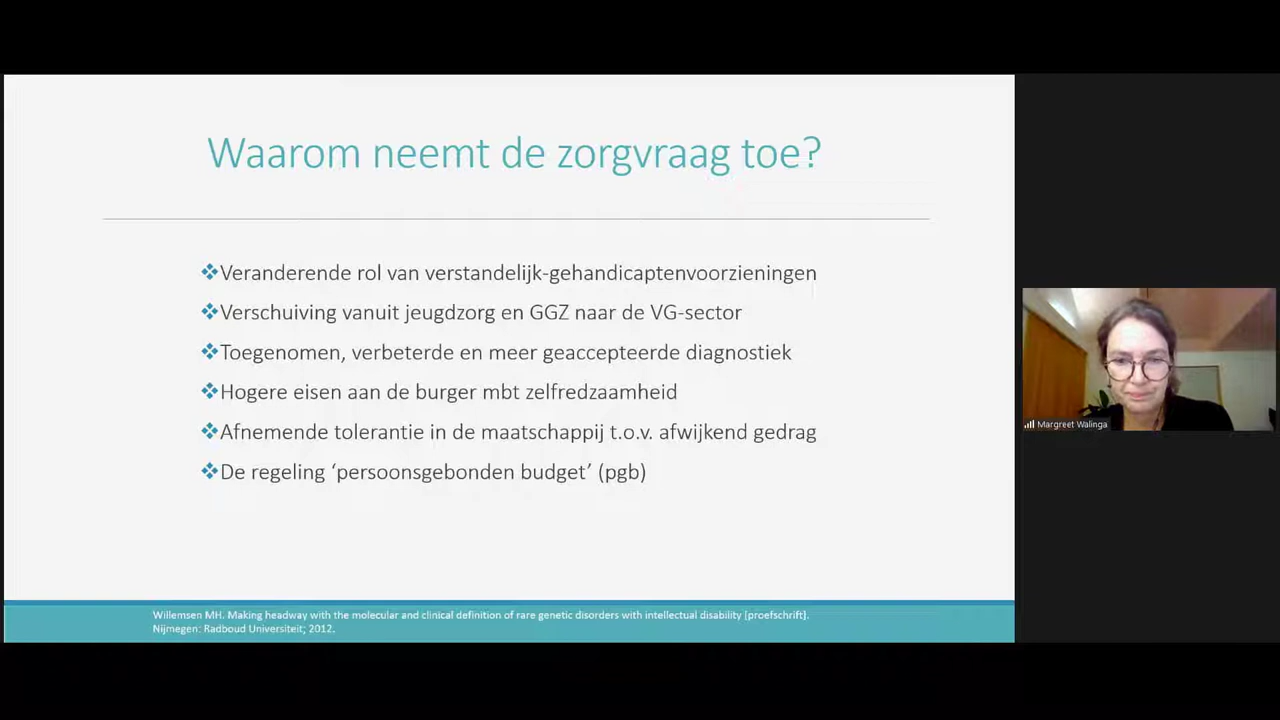 Waarom neemt de zorgvraag toe?
Veranderende rol van verstandelijk-gehandicaptenvoorzieningen
Verschuiving vanuit jeugdzorg en GGZ naar de VG-sector
Toegenomen, verbeterde en meer geaccepteerde diagnostiek
Hogere eisen aan de burger mbt zelfredzaamheid
Afnemende tolerantie in de maatschappij t.o.v. afwijkend gedrag
De regeling ‘persoonsgebonden budget’ (pgb)
Willemsen MH. Making headway with the molecular and clinical definition of rare genetic disorders with intellectual disability [proefschrift].
Nijmegen: Radboud Universiteit; 2012.
Margreet Walinga